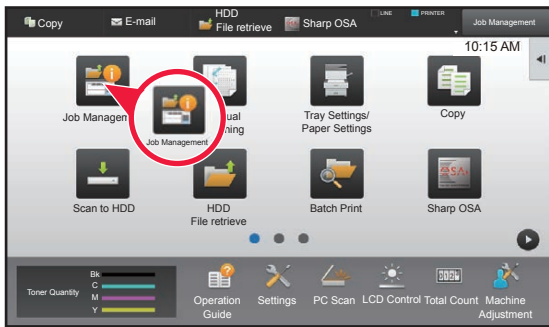 Copy
E-mail
HDD
File retrieve
Sharp OSA
LINE
PRINTER
Job Management
10:15 AM
Job Managem
Job Management
ual
ning
Tray Settings/
Paper Settings
Copy
Scan to HDD
HDD
File retrieve
Batch Print
Sharp OSA
Toner Quantity
Bk
C
M
Y
Operation
Guide
Settings
PC Scan
LCD Control
Total Count
Machine
Adjustment